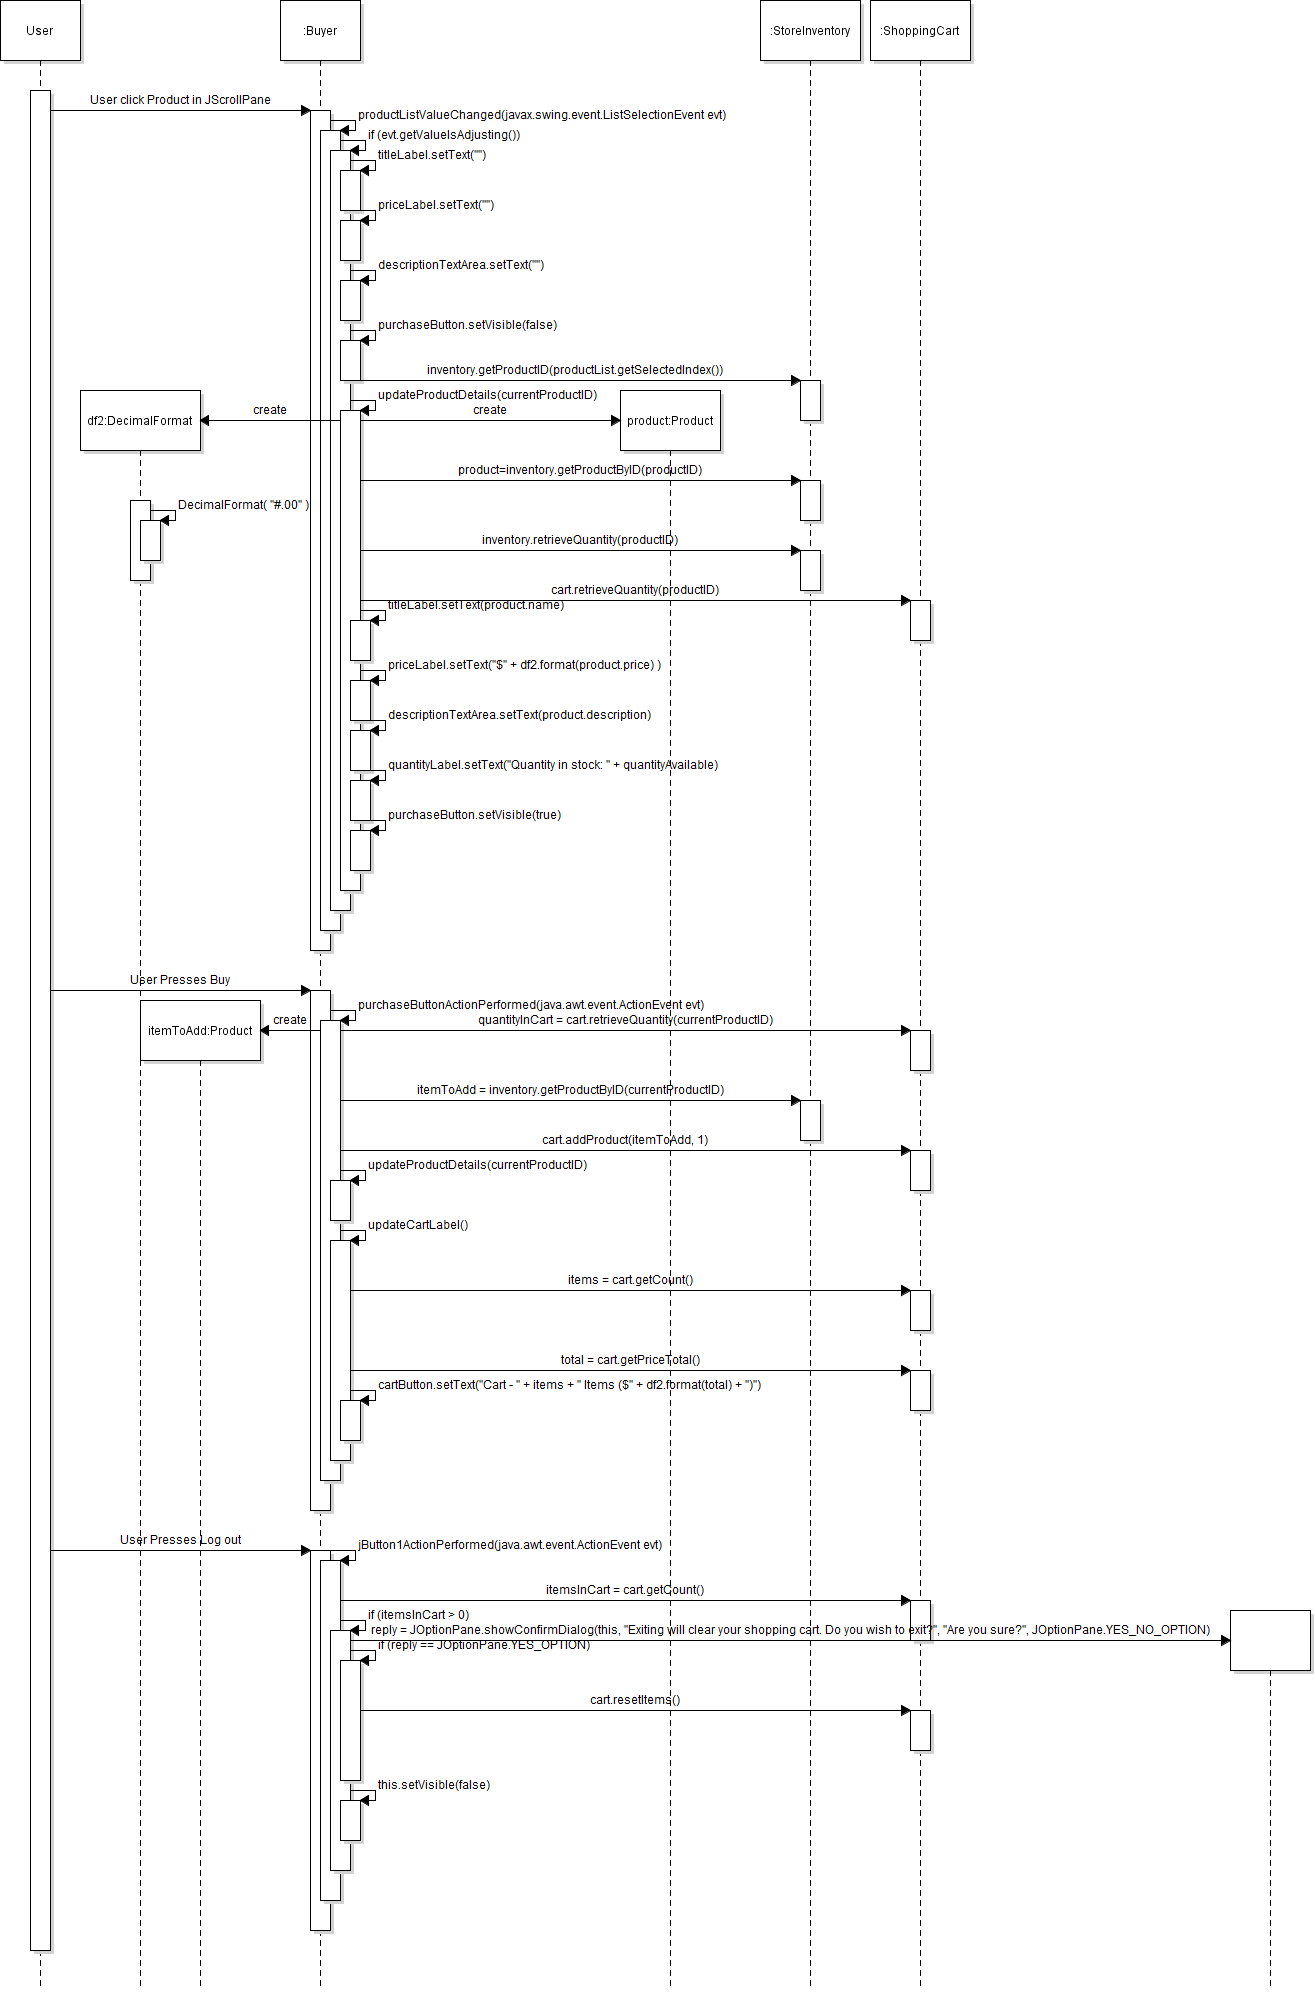 User
:Buyer
:StoreInventory
:ShoppingCart
User click Product in JScrollPane
productListValueChanged(javax.swing.event.ListSelectionEvent evt)
if (evt.getValueIsAdjusting())
titleLabel.setText("")
priceLabel.setText("")
descriptionTextArea.setText("")
purchaseButton.setVisible(false)
inventory.getProductID(productList.getSelectedIndex())
updateProductDetails(currentProductID)
create
create
df2:DecimalFormat
product:Product
product=inventory.getProductByID(productID)
DecimalFormat( "#.00" )
inventory.retrieveQuantity(productID)
cart.retrieveQuantity(productID)
titleLabel.setText(product.name)
priceLabel.setText("$" + df2.format(product.price) )
descriptionTextArea.setText(product.description)
quantityLabel.setText("Quantity in stock: " + quantityAvailable)
purchaseButton.setVisible(true)
User Presses Buy
purchaseButtonActionPerformed(java.awt.event.ActionEvent evt)
create
quantityInCart = cart.retrieveQuantity(currentProductID)
itemToAdd:Product
itemToAdd = inventory.getProductByID(currentProductID)
cart.addProduct(itemToAdd, 1)
updateProductDetails(currentProductID)
updateCartLabel()
items = cart.getCount()
total = cart.getPriceTotal()
cartButton.setText("Cart - " + items + " Items ($" + df2.format(total) + ")")
User Presses Log out
jButton1ActionPerformed(java.awt.event.ActionEvent evt)
itemsInCart = cart.getCount()
if (itemsInCart > 0)
reply = JOptionPane.showConfirmDialog(this, "Exiting will clear your shopping cart. Do you wish to exit?", "Are you sure?", JOptionPane.YES_NO_OPTION)
if (reply == JOptionPane.YES_OPTION)
cart.resetItems()
this.setVisible(false)